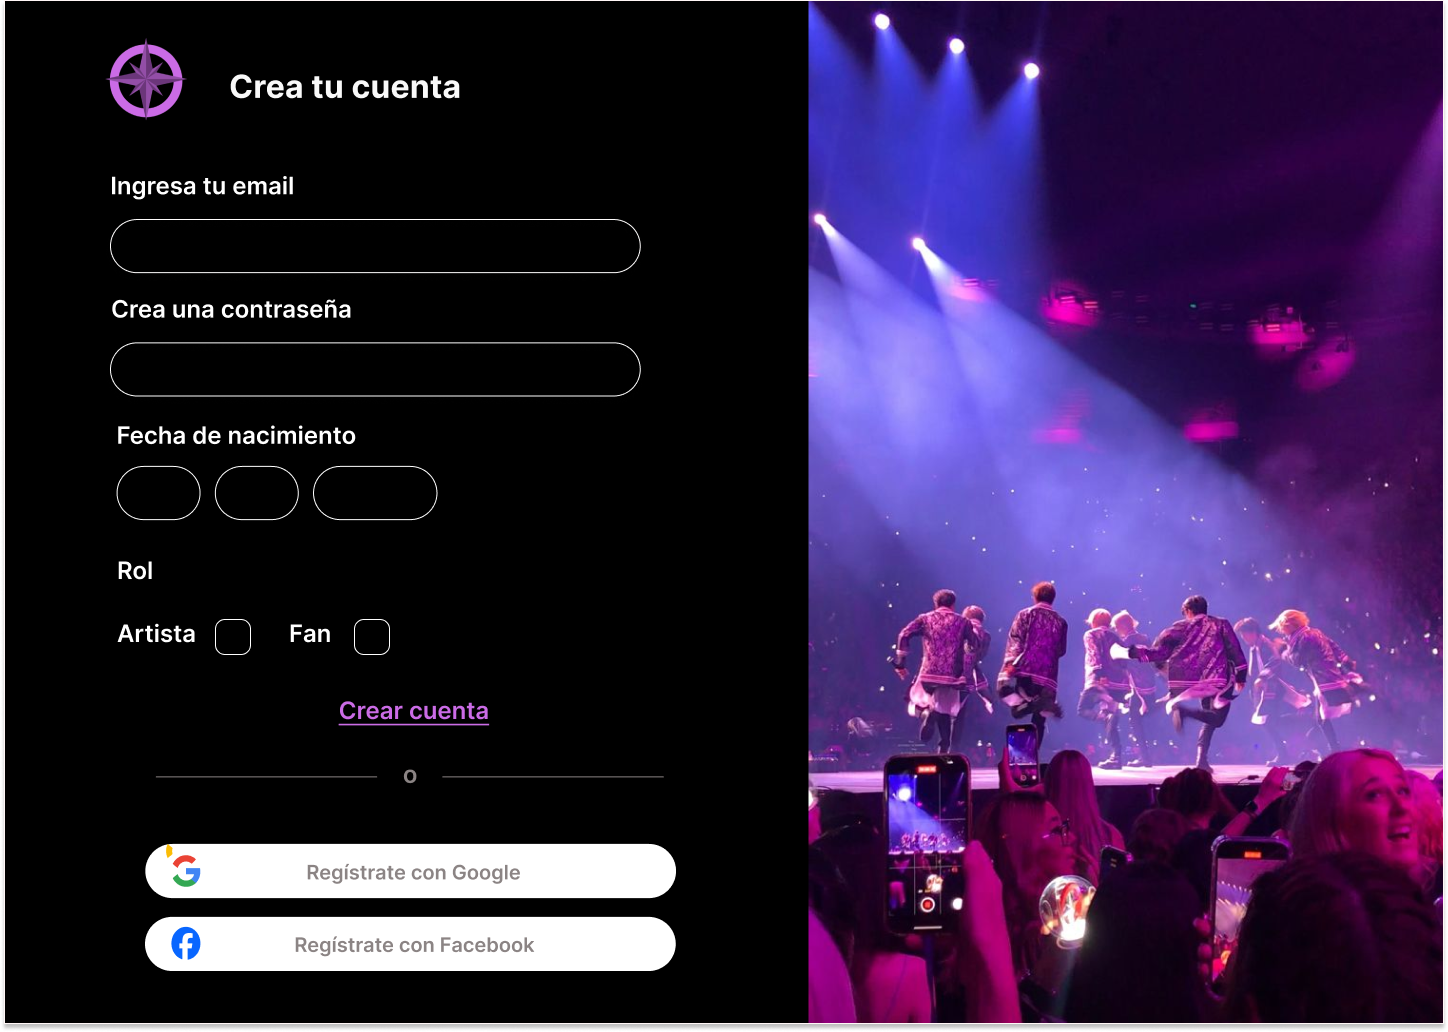 Crea tu cuenta
Ingresa tu email
Crea una contraseña
Fecha de nacimiento
Rol
Artista Fan
Crear cuenta
O
Regístrate con Google
Regístrate con Facebook